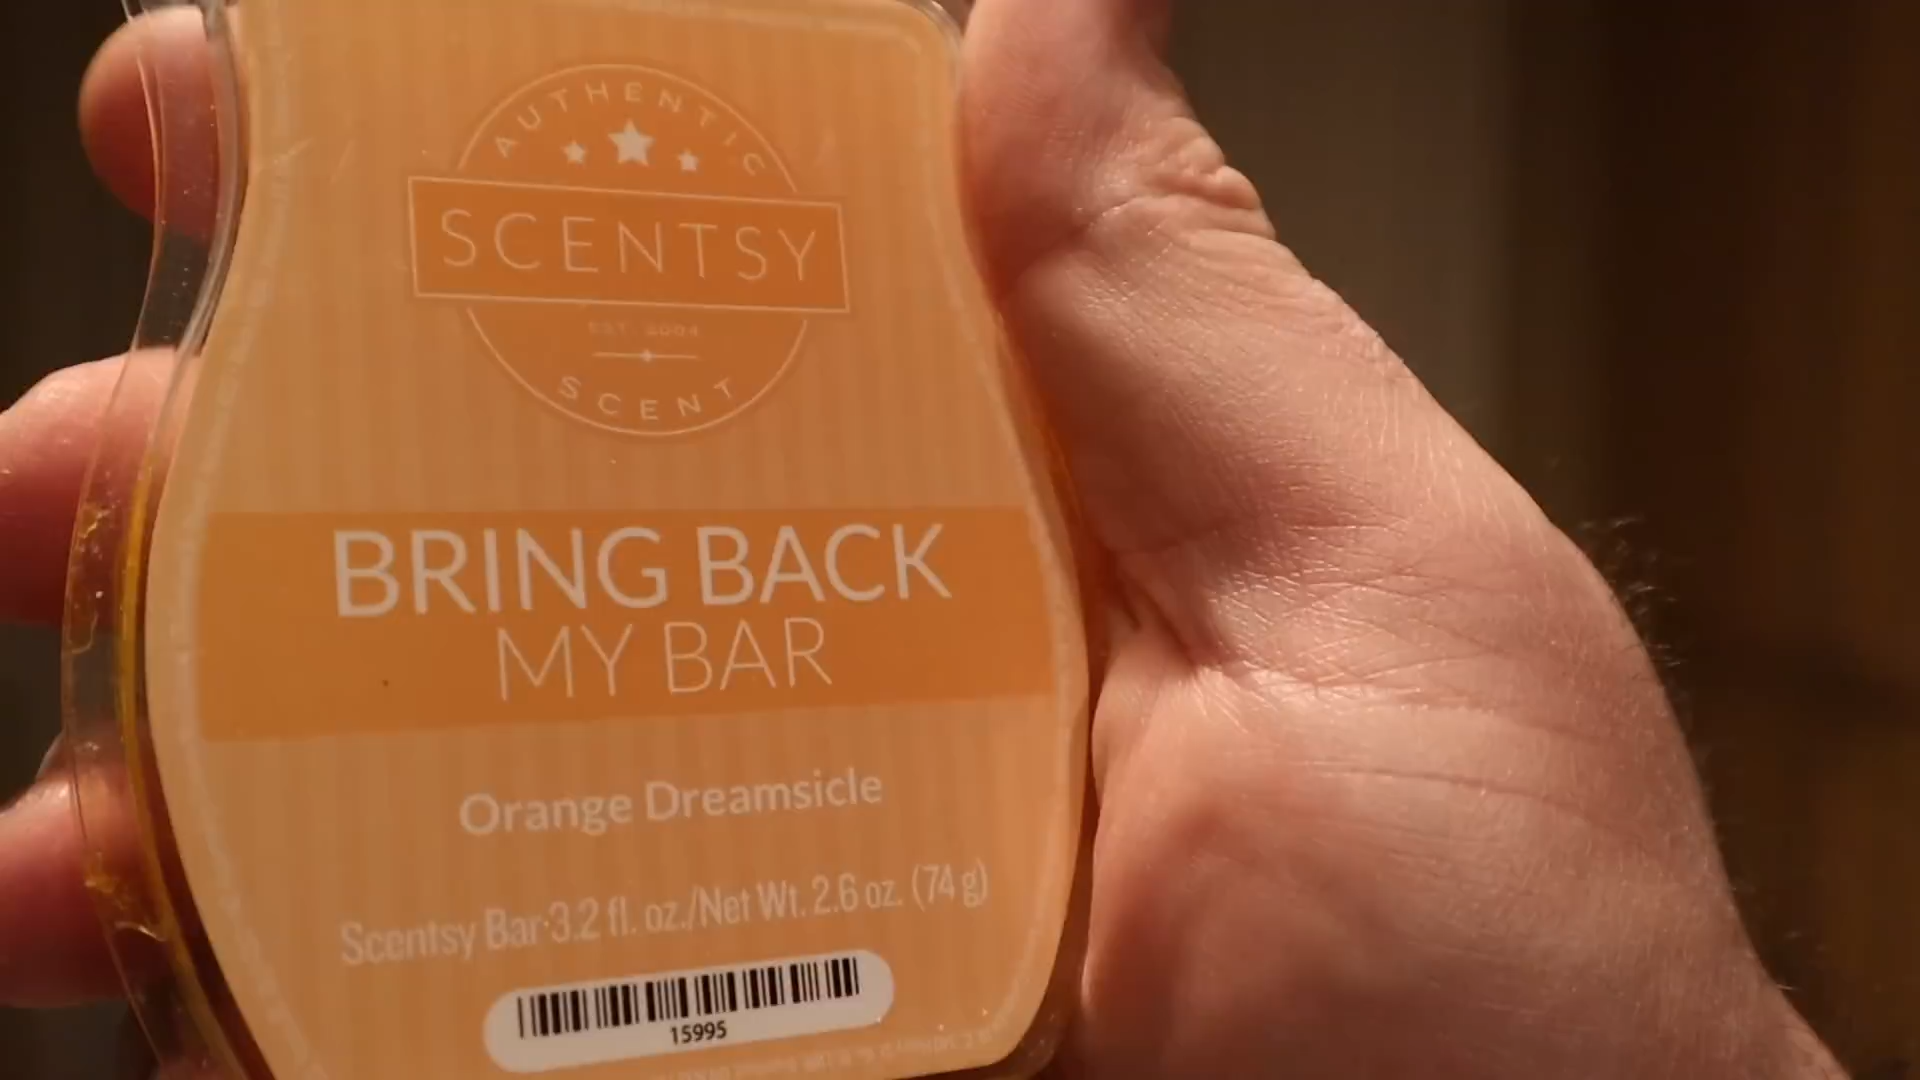 AUTHENTIC
SCENTSY
EST. 2004
SCENT
BRING BACK
MY BAR
Orange Dreamsicle
Scentsy Bar·3.2 fl. oz./Net Wt. 2.6 oz. (74 g)
15995